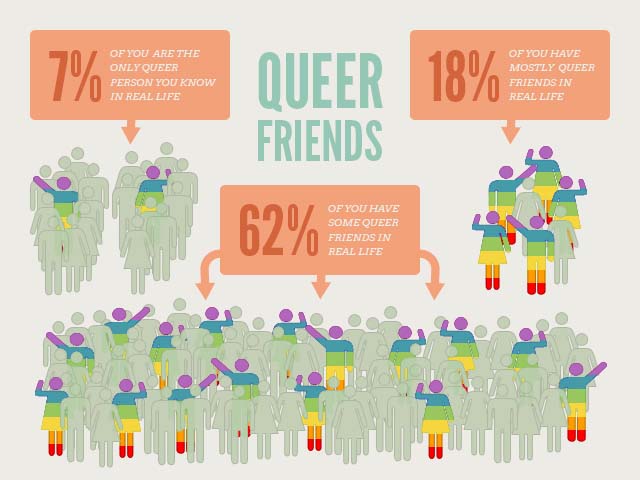 7%
OF YOU ARE THE
ONLY QUEER
PERSON YOU KNOW
IN REAL LIFE
QUEER
FRIENDS
18%
OF YOU HAVE
MOSTLY QUEER
FRIENDS IN
REAL LIFE
62%
OF YOU HAVE
SOME QUEER
FRIENDS IN
REAL LIFE